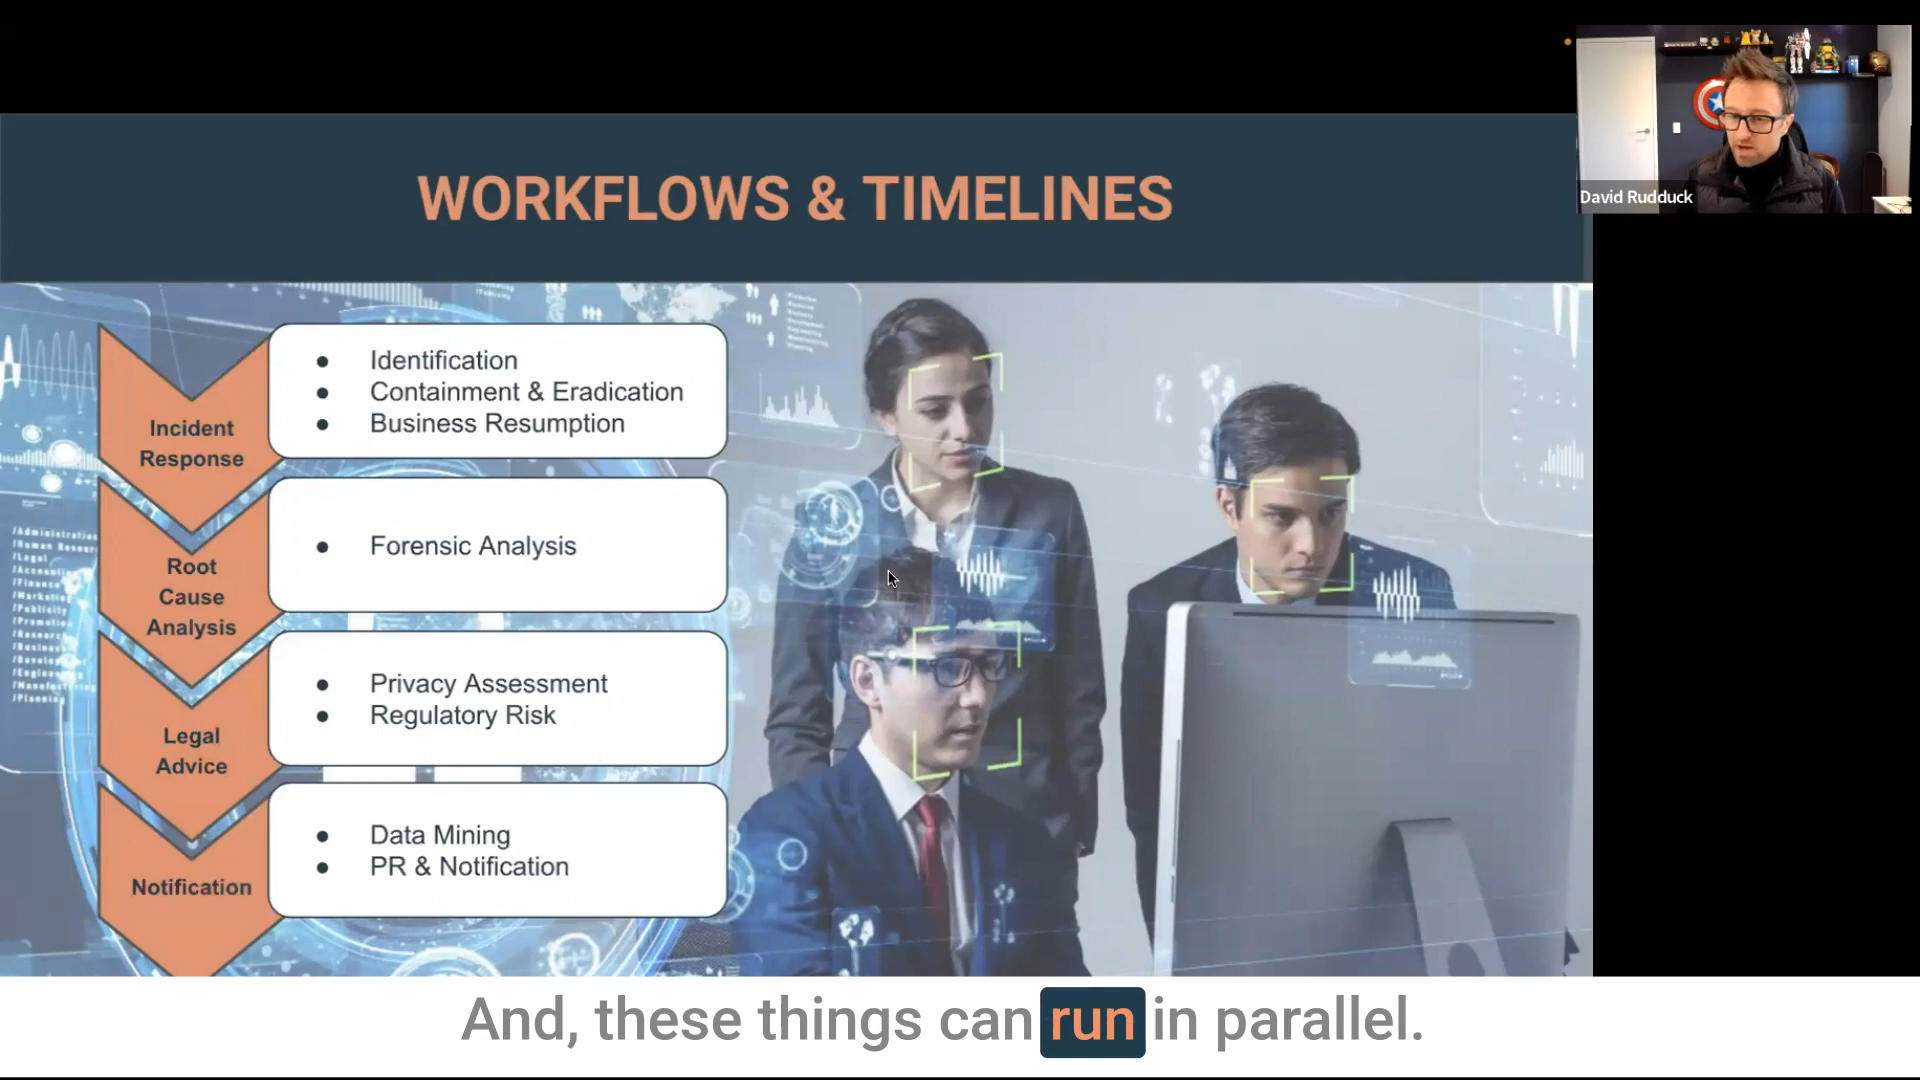 David Rudduck
WORKFLOWS & TIMELINES
Incident
Response
● Identification
● Containment & Eradication
● Business Resumption
Root
Cause
Analysis
● Forensic Analysis
Legal
Advice
● Privacy Assessment
● Regulatory Risk
Notification
● Data Mining
● PR & Notification
And, these things can run in parallel.